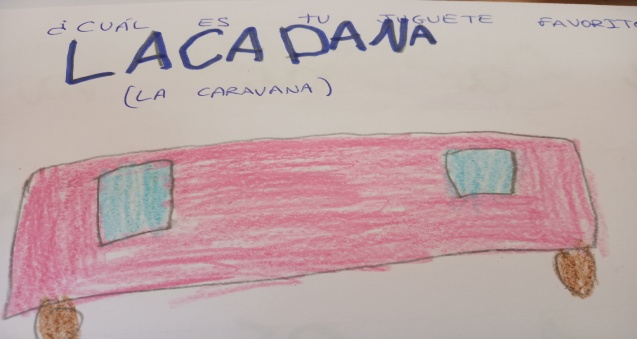 ¿CUÁL ES TU JUGUETE FAVORITO
LACADANA
(LA CARAVANA)